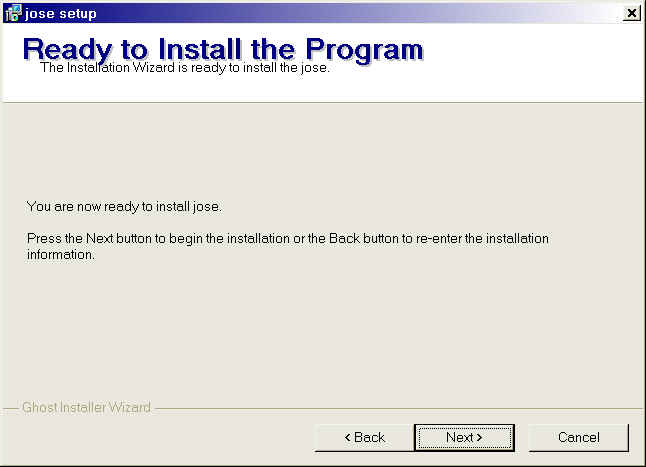 jose setup
Ready to Install the Program
The Installation Wizard is ready to install the jose.
You are now ready to install jose.
Press the Next button to begin the installation or the Back button to re-enter the installation
information.
Ghost Installer Wizard
< Back
Next >
Cancel